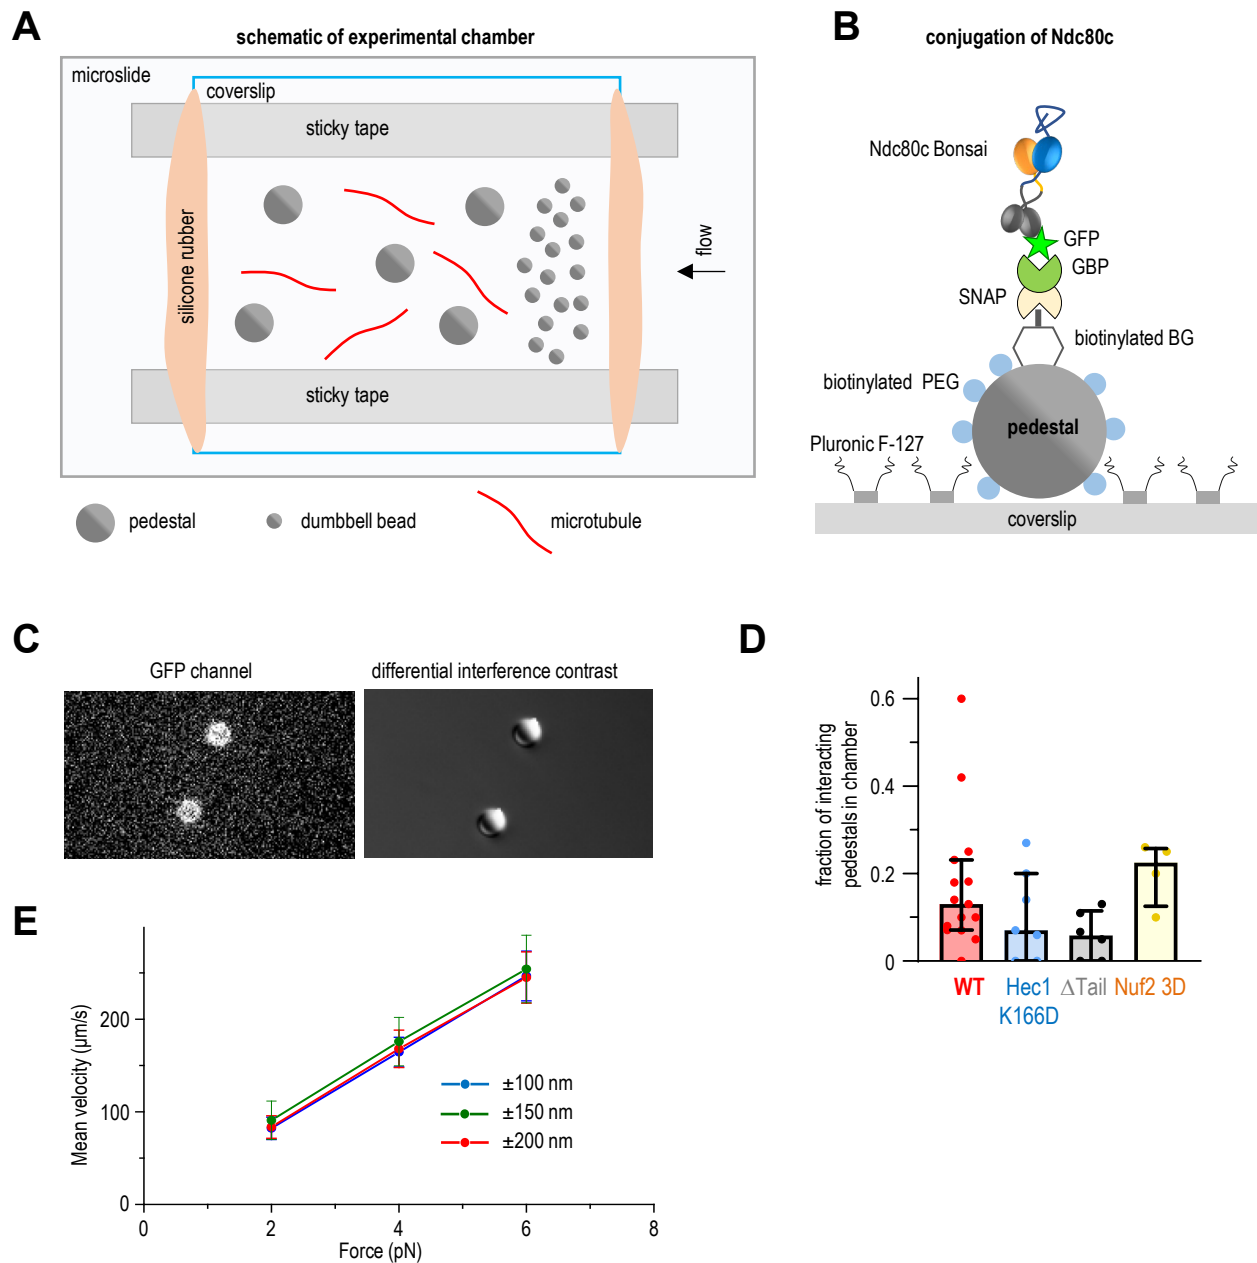 A
schematic of experimental chamber
microslide
coverslip
sticky tape
silicone rubber
flow
sticky tape
pedestal
dumbbell bead
microtubule
B
conjugation of Ndc80c
Ndc80c Bonsai
GFP
GBP
SNAP
biotinylated BG
biotinylated PEG
pedestal
Pluronic F-127
coverslip
C
GFP channel
differential interference contrast
D
fraction of interacting
pedestals in chamber
0.6
0.4
0.2
0
WT
Hec1
K166D
ΔTail
Nuf2 3D
E
Mean velocity (μm/s)
200
100
0
±100 nm
±150 nm
±200 nm
0
2
4
6
8
Force (pN)